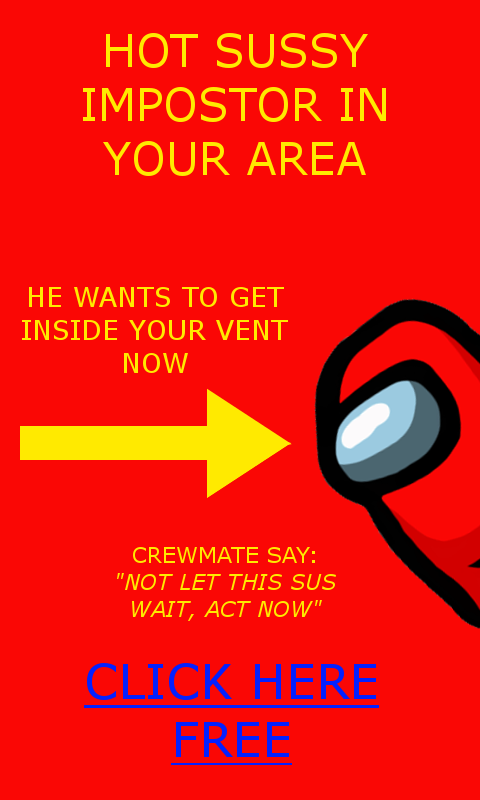 HOT SUSSY
IMPOSTOR IN
YOUR AREA
HE WANTS TO GET
INSIDE YOUR VENT
NOW
CREWMATE SAY:
"NOT LET THIS SUS
WAIT, ACT NOW"
CLICK HERE
FREE